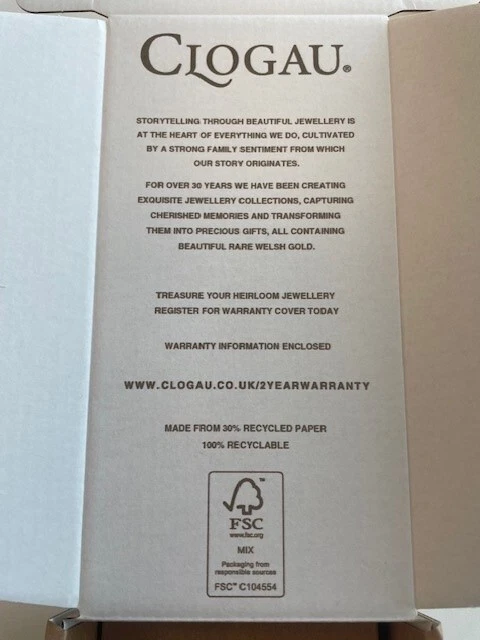 CLOGAU®
STORYTELLING THROUGH BEAUTIFUL JEWELLERY IS
AT THE HEART OF EVERYTHING WE DO, CULTIVATED
BY A STRONG FAMILY SENTIMENT FROM WHICH
OUR STORY ORIGINATES.
FOR OVER 30 YEARS WE HAVE BEEN CREATING
EXQUISITE JEWELLERY COLLECTIONS, CAPTURING
CHERISHED MEMORIES AND TRANSFORMING
THEM INTO PRECIOUS GIFTS, ALL CONTAINING
BEAUTIFUL RARE WELSH GOLD.
TREASURE YOUR HEIRLOOM JEWELLERY
REGISTER FOR WARRANTY COVER TODAY
WARRANTY INFORMATION ENCLOSED
WWW.CLOGAU.CO.UK/2YEARWARRANTY
MADE FROM 30% RECYCLED PAPER
100% RECYCLABLE
™
FSC
www.fsc.org
MIX
Packaging from
responsible sources
FSC™ C104554